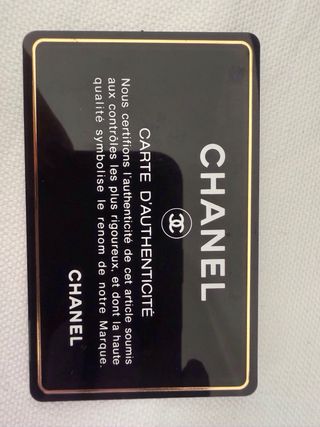 CHANEL
CARTE D'AUTHENTICITÉ
Nous certifions l'authenticité de cet article soumis
aux contrôles les plus rigoureux, et dont la haute
qualité symbolise le renom de notre Marque.
CHANEL